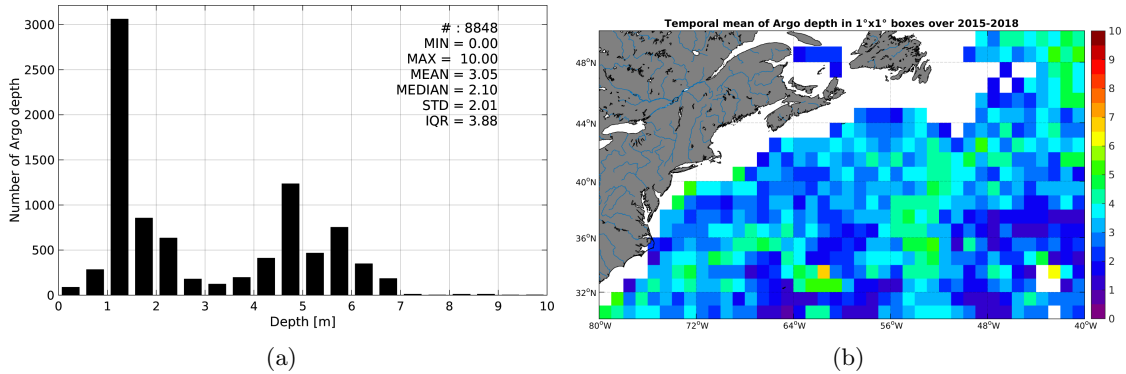 3000
2500
2000
1500
1000
500
0
Number of Argo depth
# : 8848
MIN = 0.00
MAX = 10.00
MEAN = 3.05
MEDIAN = 2.10
STD = 2.01
IQR = 3.88
0 1 2 3 4 5 6 7 8 9 10
Depth [m]
(a)
Temporal mean of Argo depth in 1°x1° boxes over 2015-2018
48°N
44°N
40°N
36°N
32°N
80°W 72°W 64°W 56°W 48°W 40°W
10
9
8
7
6
5
4
3
2
1
0
(b)